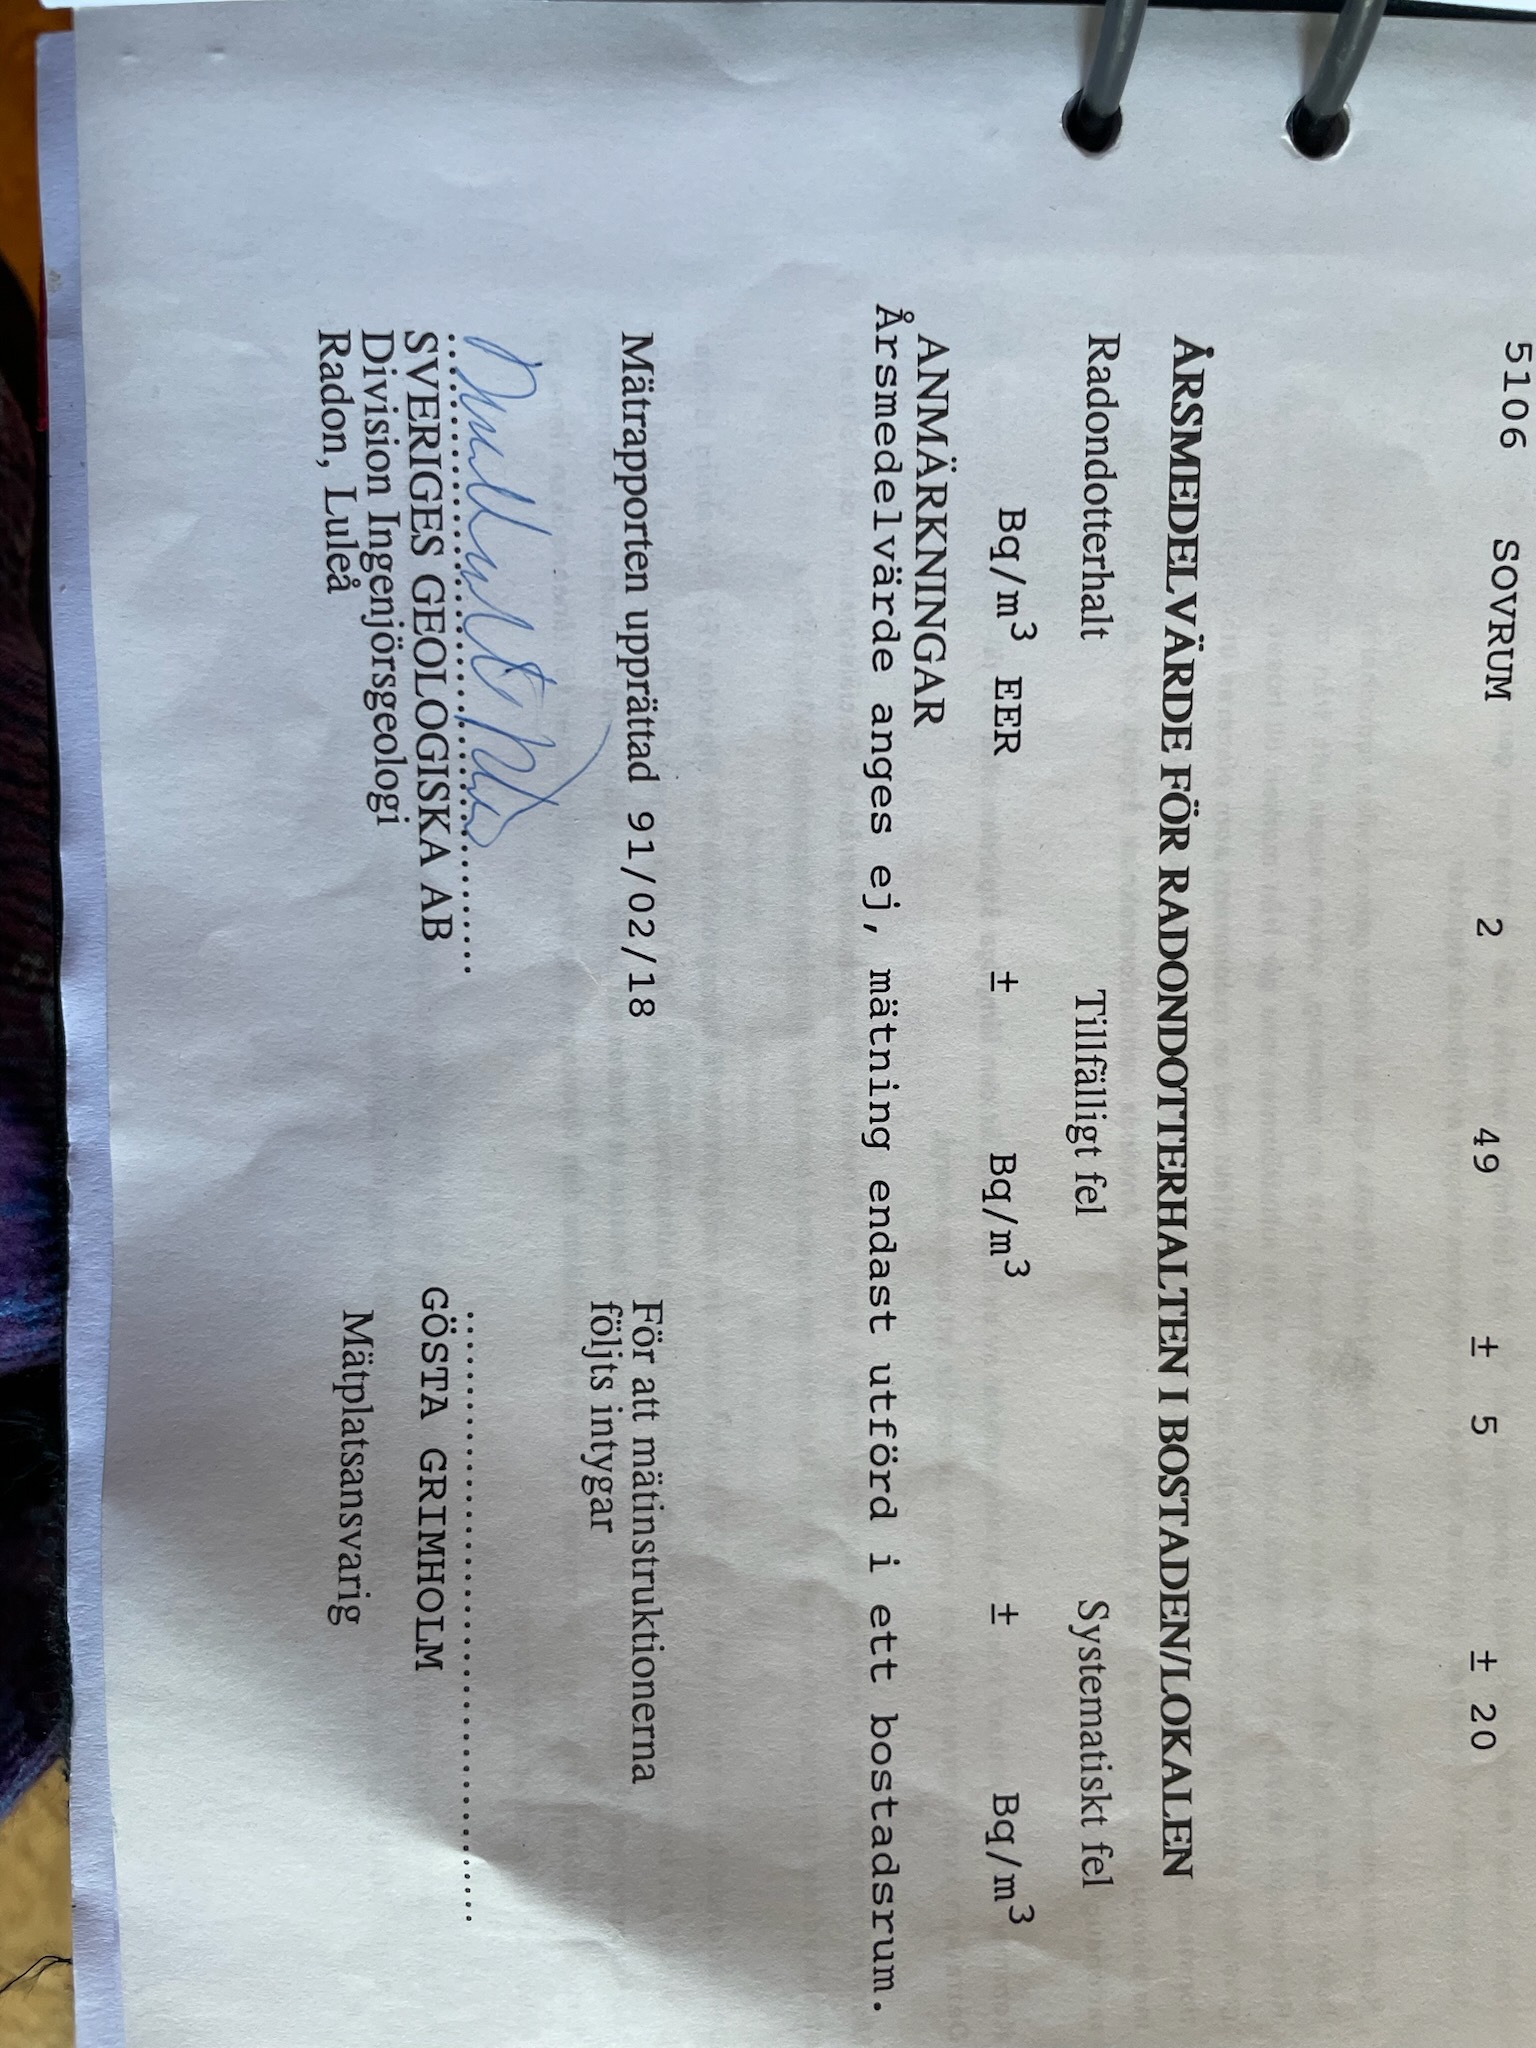 5106 SOVRUM 2 49 ± 5 ± 20
ÅRSMEDELVÄRDE FÖR RADONDOTTERHALTEN I BOSTADEN/LOKALEN
Radondotterhalt Tillfälligt fel Systematiskt fel
Bq/m³ EER ± Bq/m³ ± Bq/m³
ANMÄRKNINGAR
Årsmedelvärde anges ej, mätning endast utförd i ett bostadsrum.
Mätrapporten upprättad 91/02/18
För att mätinstruktionerna
följts intygar
SVERIGES GEOLOGISKA AB
Division Ingenjörsgeologi
Radon, Luleå
GÖSTA GRIMHOLM
Mätplatsansvarig